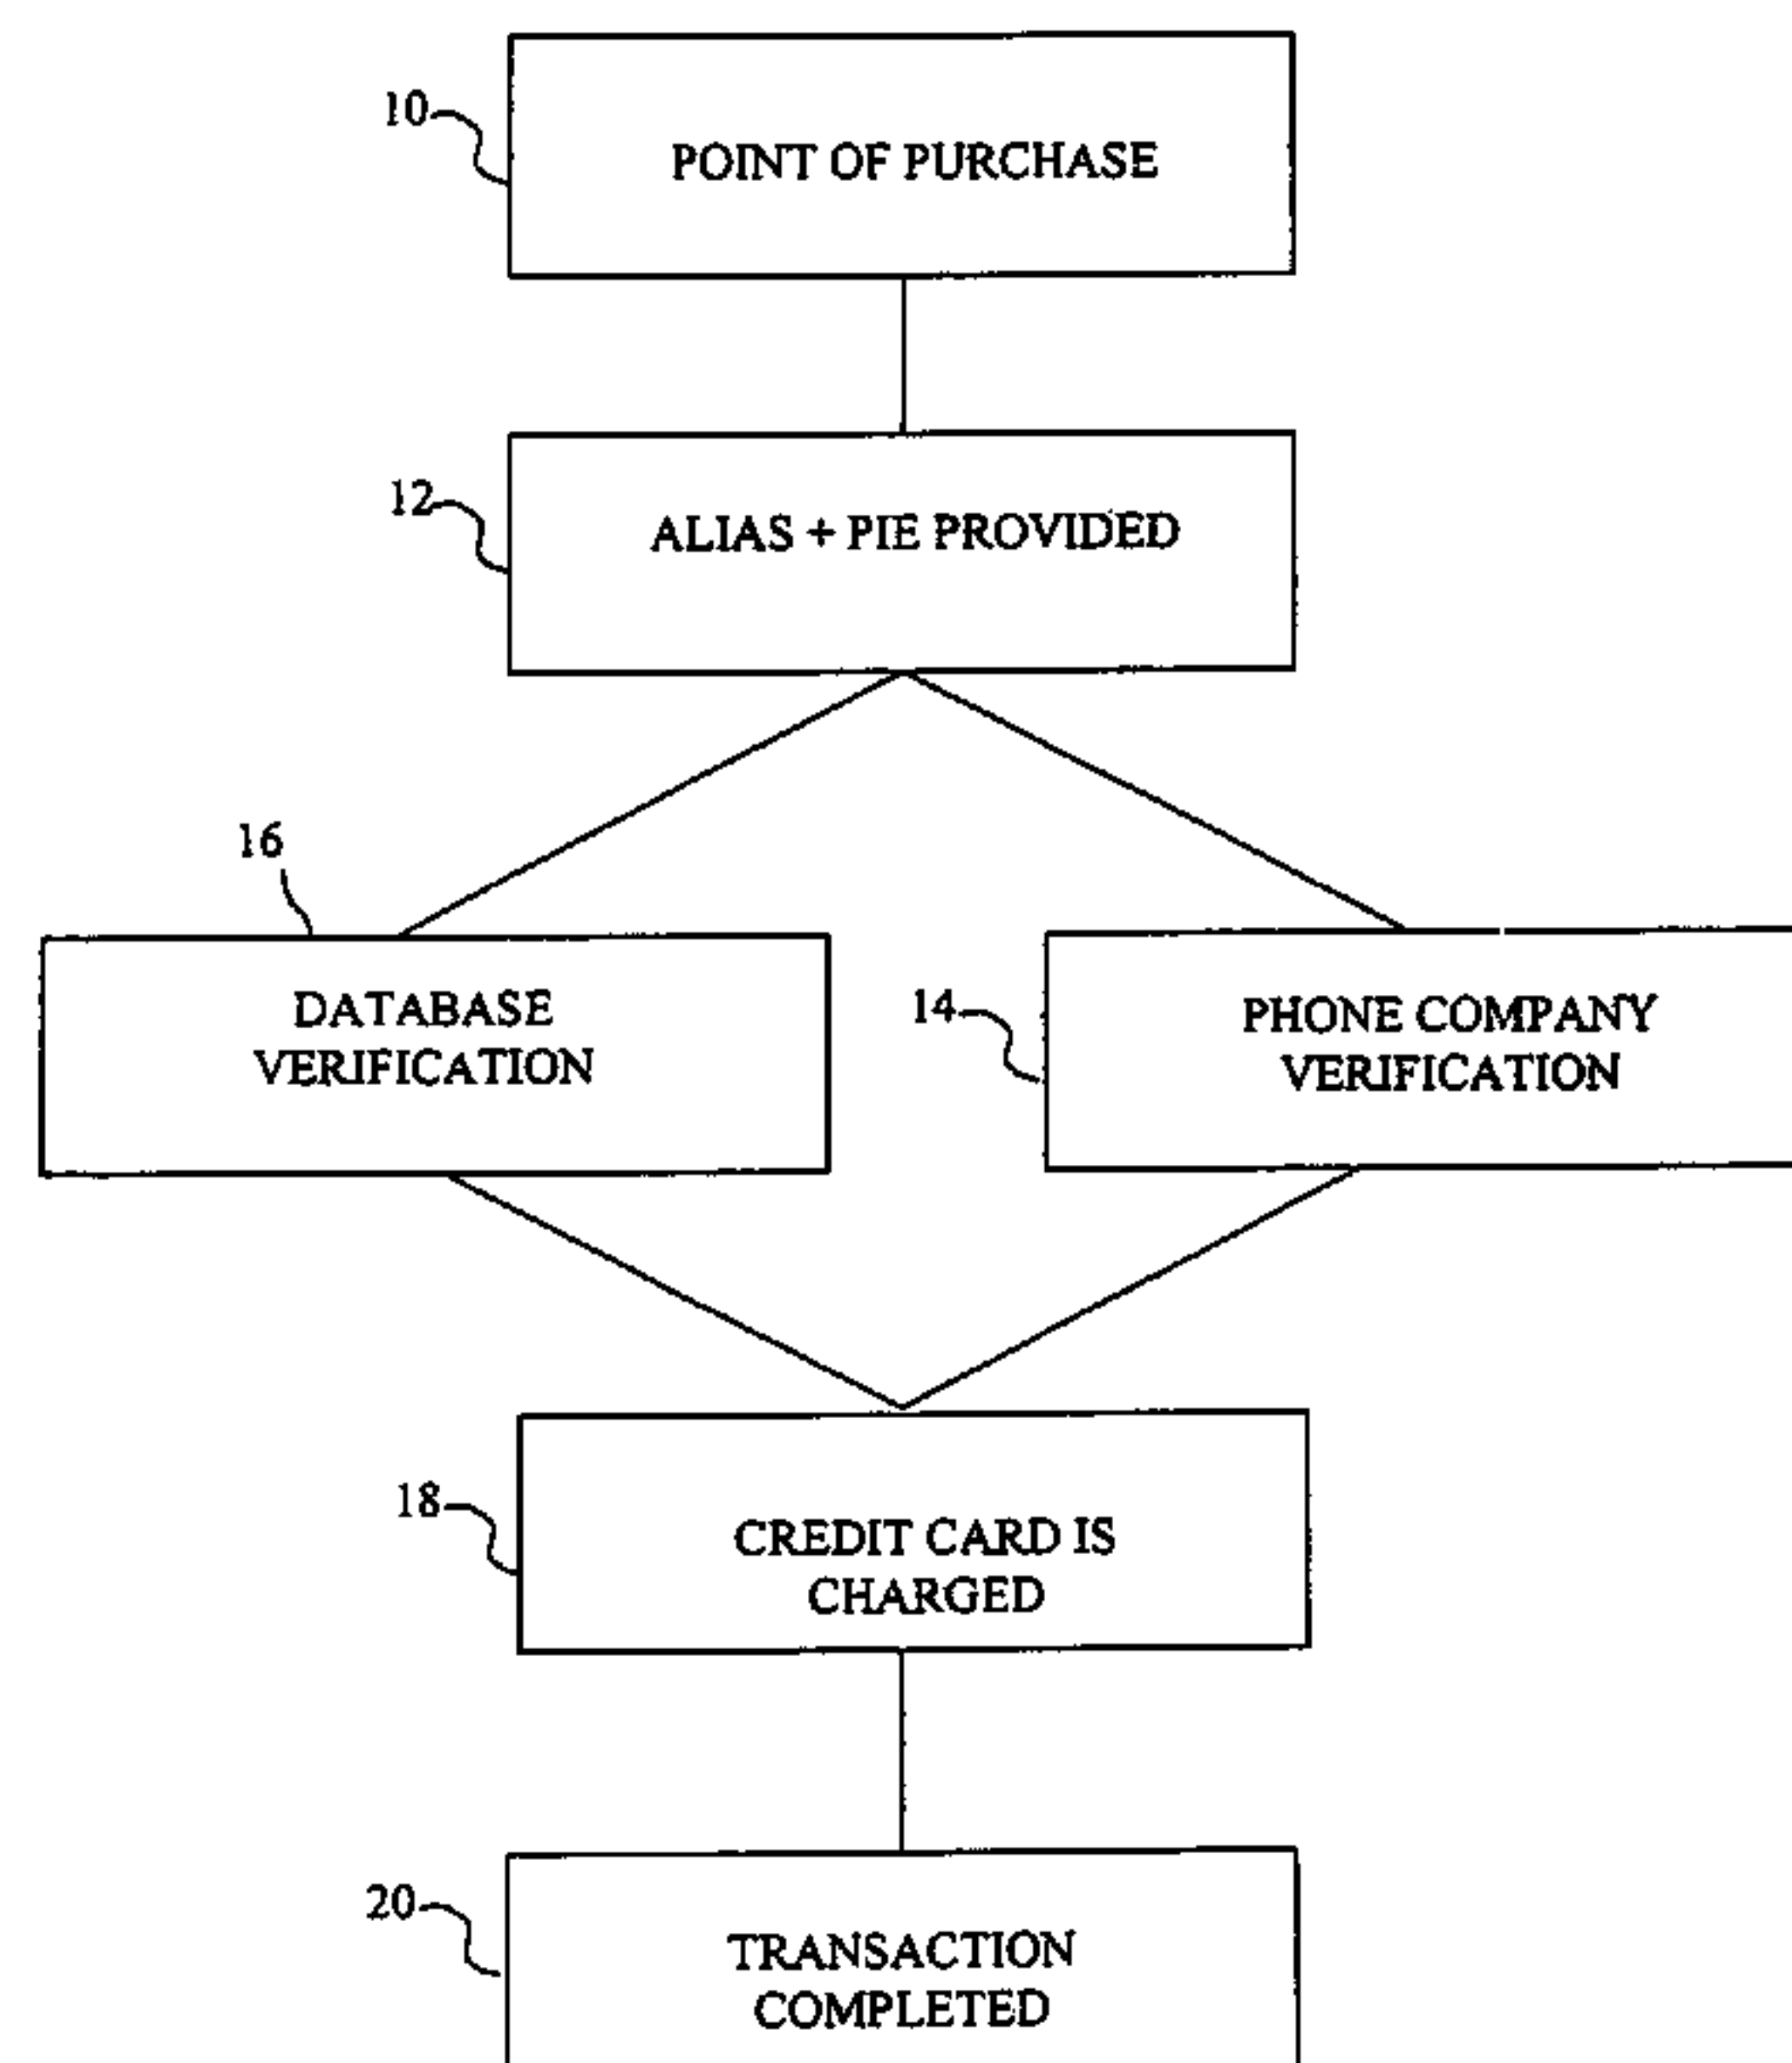 10
POINT OF PURCHASE
12
ALIAS + PIE PROVIDED
16
DATABASE
VERIFICATION
14
PHONE COMPANY
VERIFICATION
18
CREDIT CARD IS
CHARGED
20
TRANSACTION
COMPLETED